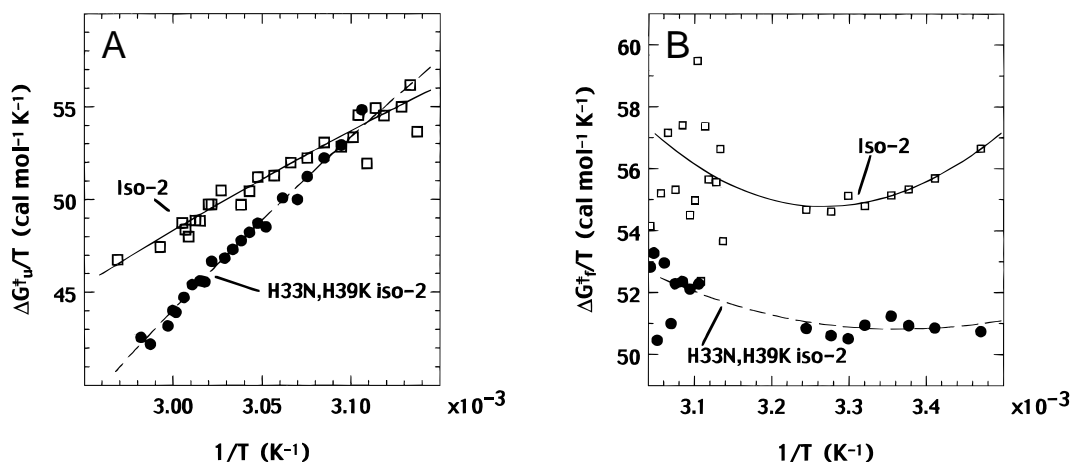 A
ΔG‡u/T (cal mol⁻¹ K⁻¹)
55
50
45
Iso-2
H33N,H39K iso-2
3.00
3.05
3.10
x10⁻³
1/T (K⁻¹)
B
ΔG‡f/T (cal mol⁻¹ K⁻¹)
60
58
56
54
52
50
Iso-2
H33N,H39K iso-2
3.1
3.2
3.3
3.4
x10⁻³
1/T (K⁻¹)